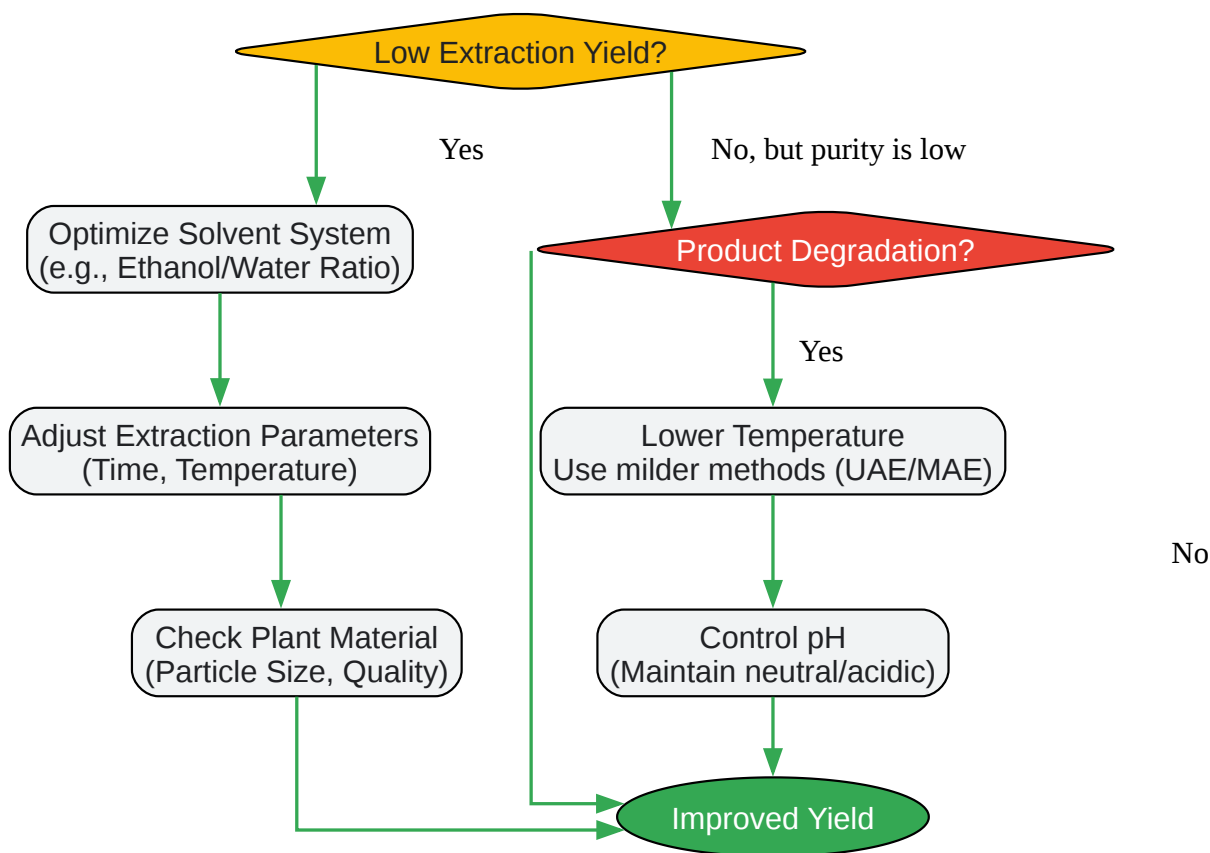 Low Extraction Yield?
Yes
No, but purity is low
Optimize Solvent System
(e.g., Ethanol/Water Ratio)
Product Degradation?
Yes
Adjust Extraction Parameters
(Time, Temperature)
Lower Temperature
Use milder methods (UAE/MAE)
No
Check Plant Material
(Particle Size, Quality)
Control pH
(Maintain neutral/acidic)
Improved Yield